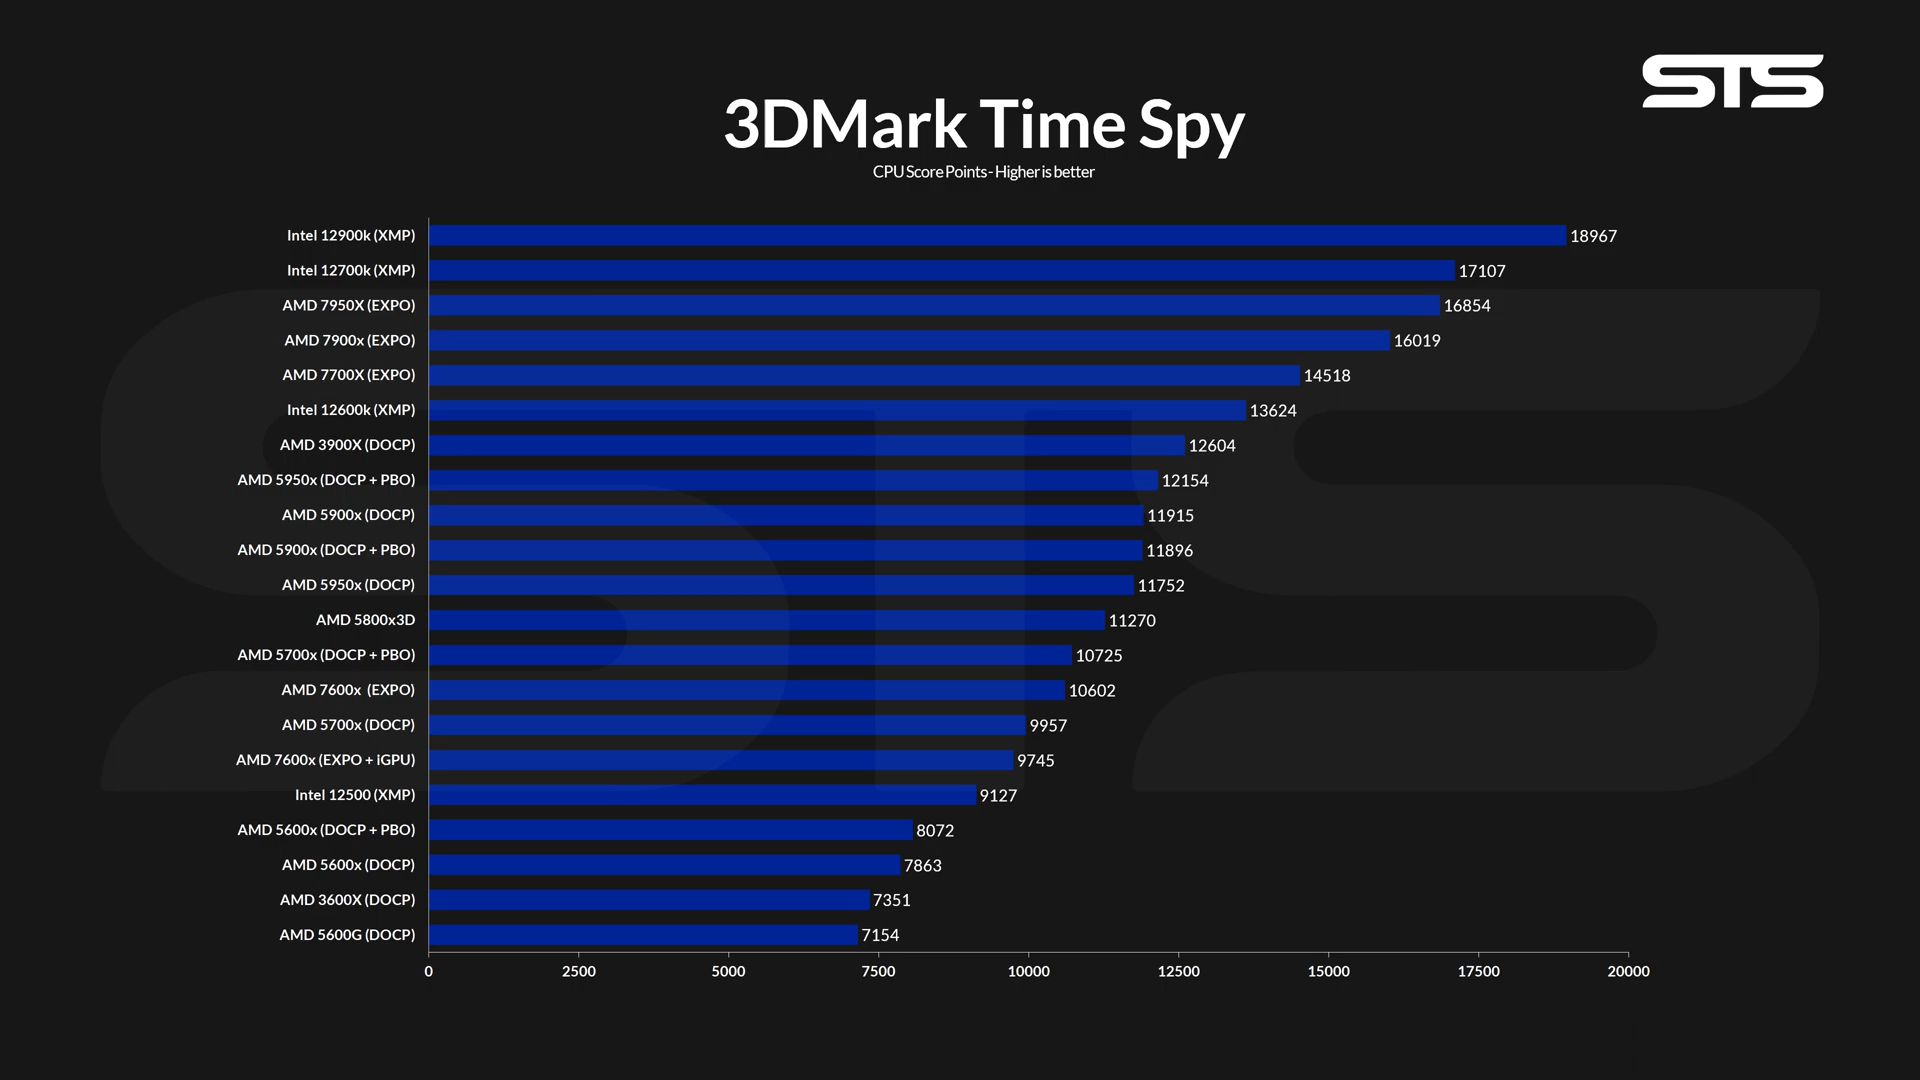 STS
3DMark Time Spy
CPU Score Points - Higher is better
Intel 12900k (XMP) 18967
Intel 12700k (XMP) 17107
AMD 7950X (EXPO) 16854
AMD 7900x (EXPO) 16019
AMD 7700X (EXPO) 14518
Intel 12600k (XMP) 13624
AMD 3900X (DOCP) 12604
AMD 5950x (DOCP + PBO) 12154
AMD 5900x (DOCP) 11915
AMD 5900x (DOCP + PBO) 11896
AMD 5950x (DOCP) 11752
AMD 5800x3D 11270
AMD 5700x (DOCP + PBO) 10725
AMD 7600x (EXPO) 10602
AMD 5700x (DOCP) 9957
AMD 7600x (EXPO + iGPU) 9745
Intel 12500 (XMP) 9127
AMD 5600x (DOCP + PBO) 8072
AMD 5600x (DOCP) 7863
AMD 3600X (DOCP) 7351
AMD 5600G (DOCP) 7154
0 2500 5000 7500 10000 12500 15000 17500 20000